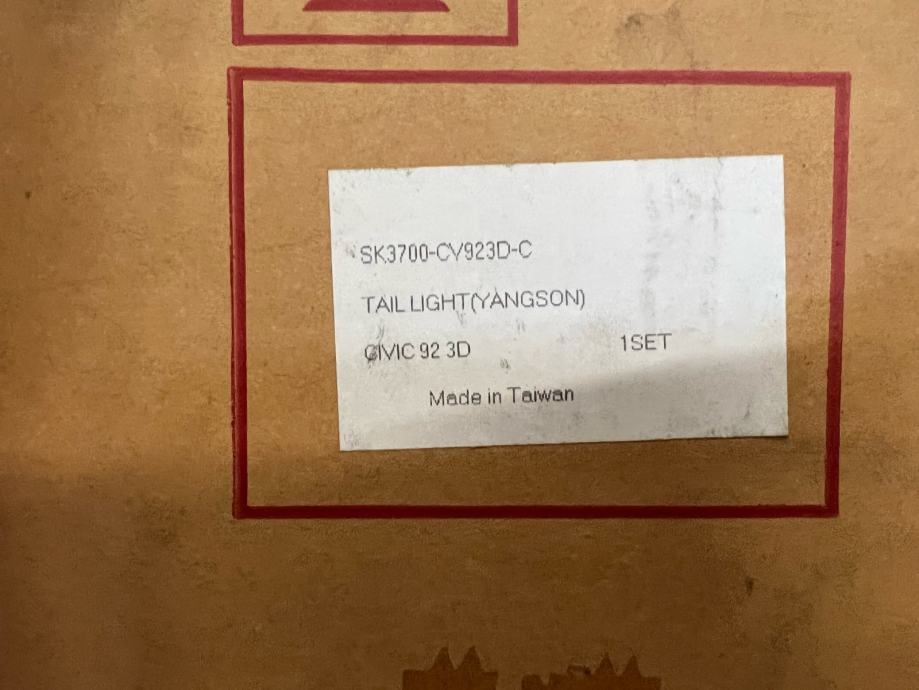 SK3700-CV923D-C
TAIL LIGHT(YANGSON)
CIVIC 92 3D 1SET
Made in Taiwan